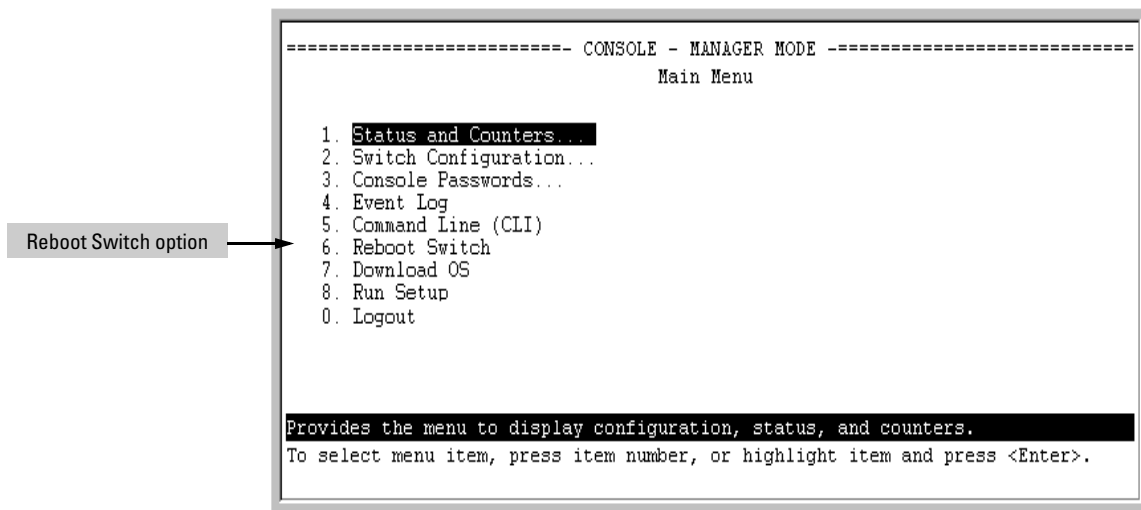 ==========================- CONSOLE - MANAGER MODE -============================
Main Menu
1. Status and Counters...
2. Switch Configuration...
3. Console Passwords...
4. Event Log
5. Command Line (CLI)
Reboot Switch option
6. Reboot Switch
7. Download OS
8. Run Setup
0. Logout
Provides the menu to display configuration, status, and counters.
To select menu item, press item number, or highlight item and press <Enter>.